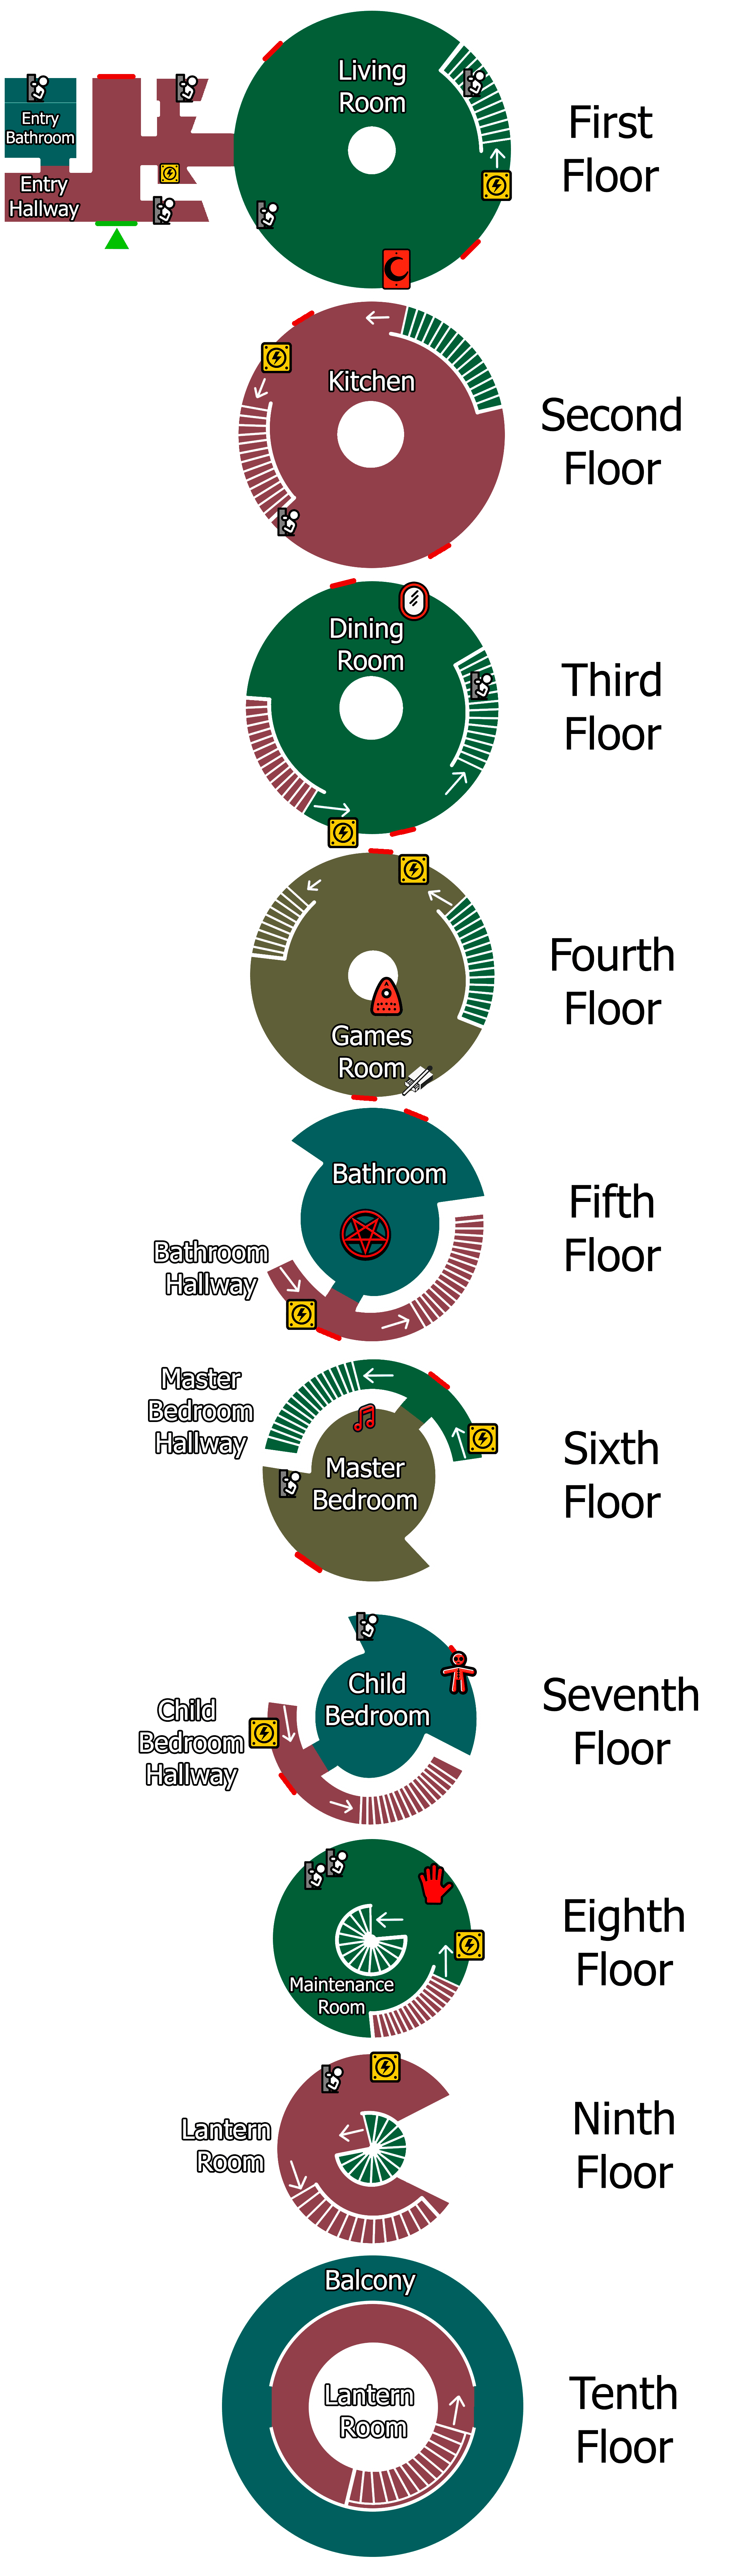 Living
Room
First
Floor
Entry
Bathroom
Entry
Hallway
Kitchen
Second
Floor
Dining
Room
Third
Floor
Games
Room
Fourth
Floor
Bathroom
Bathroom
Hallway
Fifth
Floor
Master
Bedroom
Hallway
Master
Bedroom
Sixth
Floor
Child
Bedroom
Child
Bedroom
Hallway
Seventh
Floor
Maintenance
Room
Eighth
Floor
Lantern
Room
Ninth
Floor
Balcony
Lantern
Room
Tenth
Floor